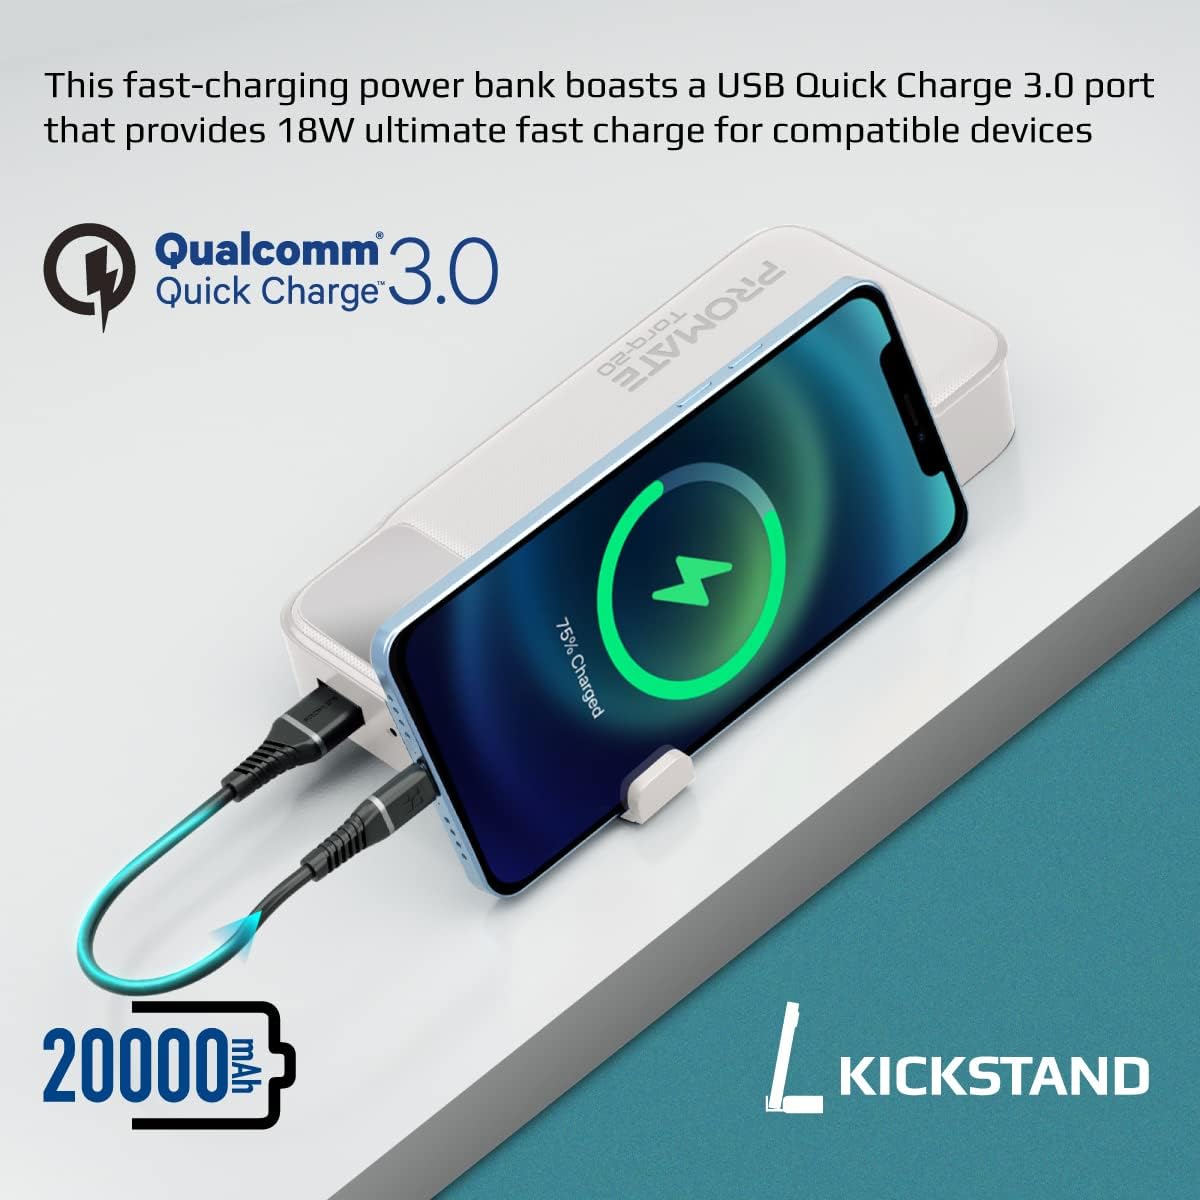 This fast-charging power bank boasts a USB Quick Charge 3.0 port
that provides 18W ultimate fast charge for compatible devices
Qualcomm® 3.0
Quick Charge™
PROMATE
Torq-20
75% Charged
20000mAh
KICKSTAND